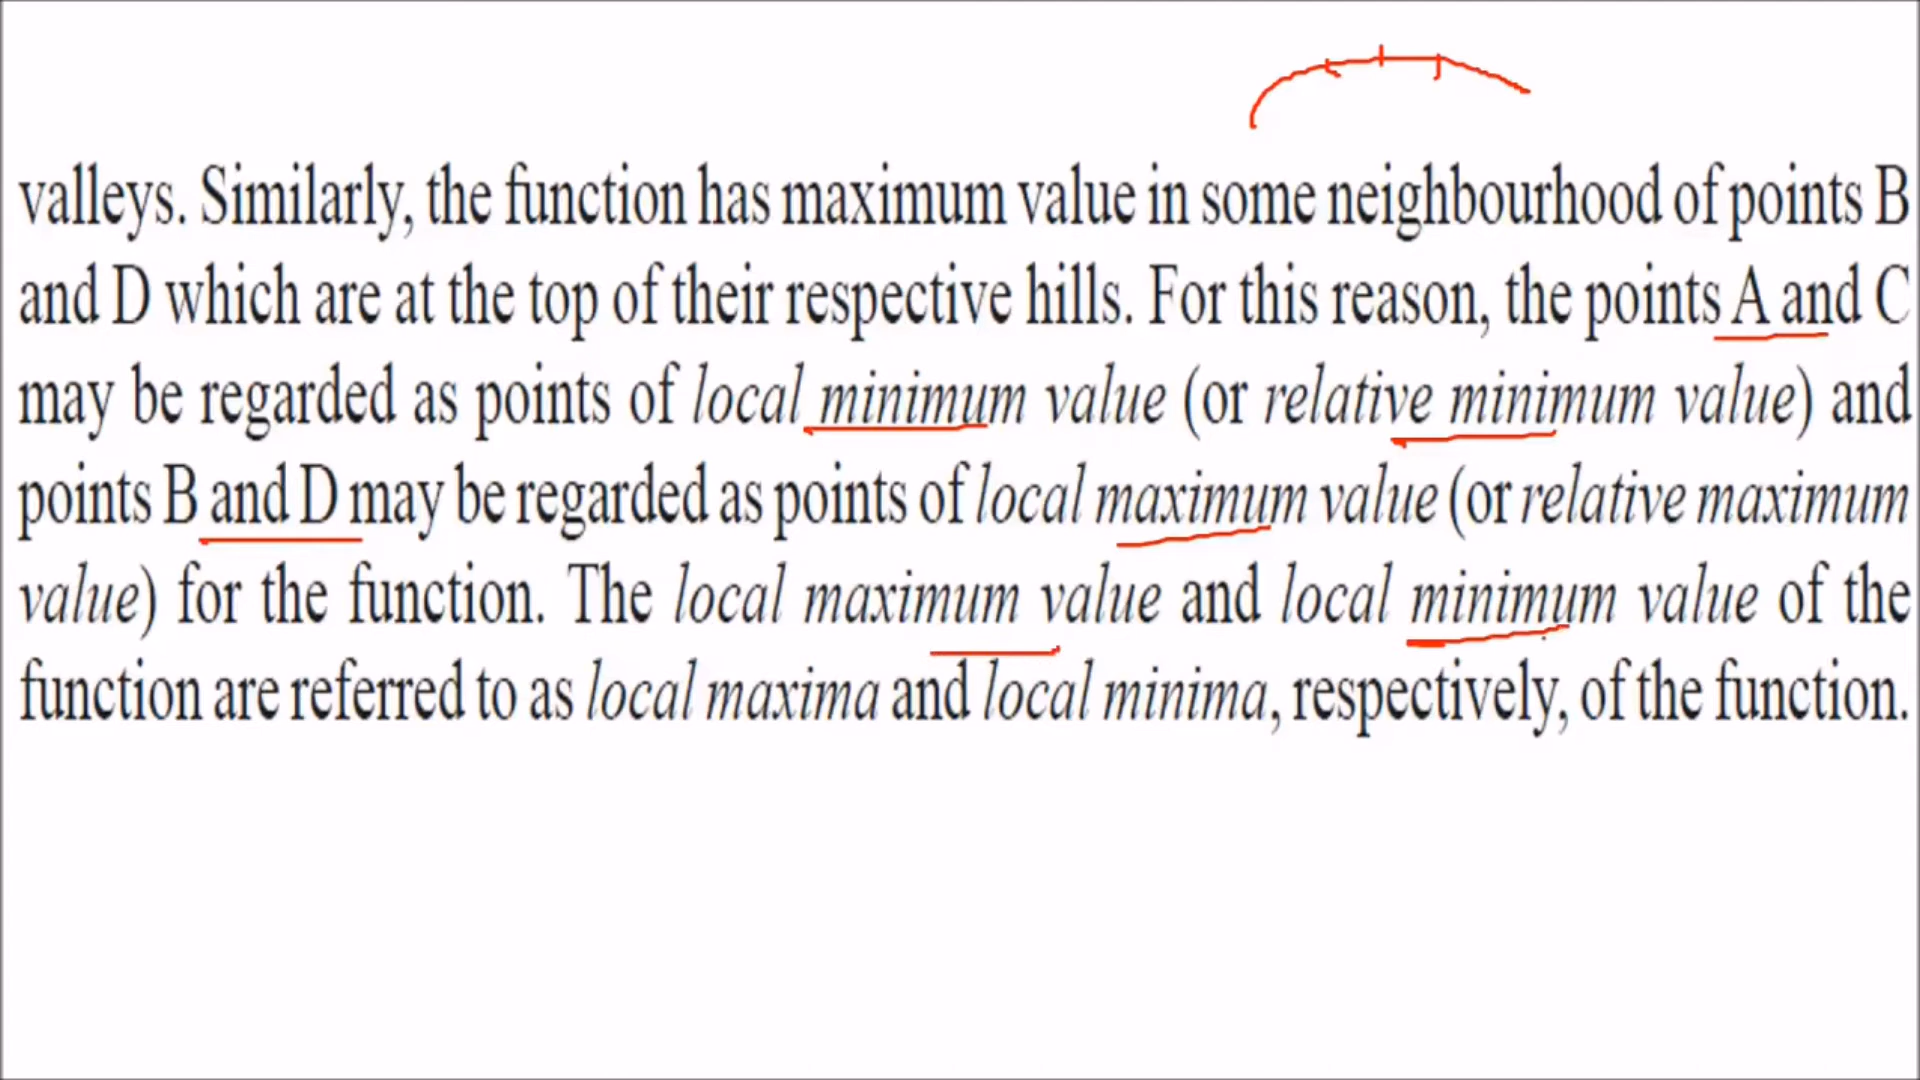 valleys. Similarly, the function has maximum value in some neighbourhood of points B
and D which are at the top of their respective hills. For this reason, the points A and C
may be regarded as points of local minimum value (or relative minimum value) and
points B and D may be regarded as points of local maximum value (or relative maximum
value) for the function. The local maximum value and local minimum value of the
function are referred to as local maxima and local minima, respectively, of the function.